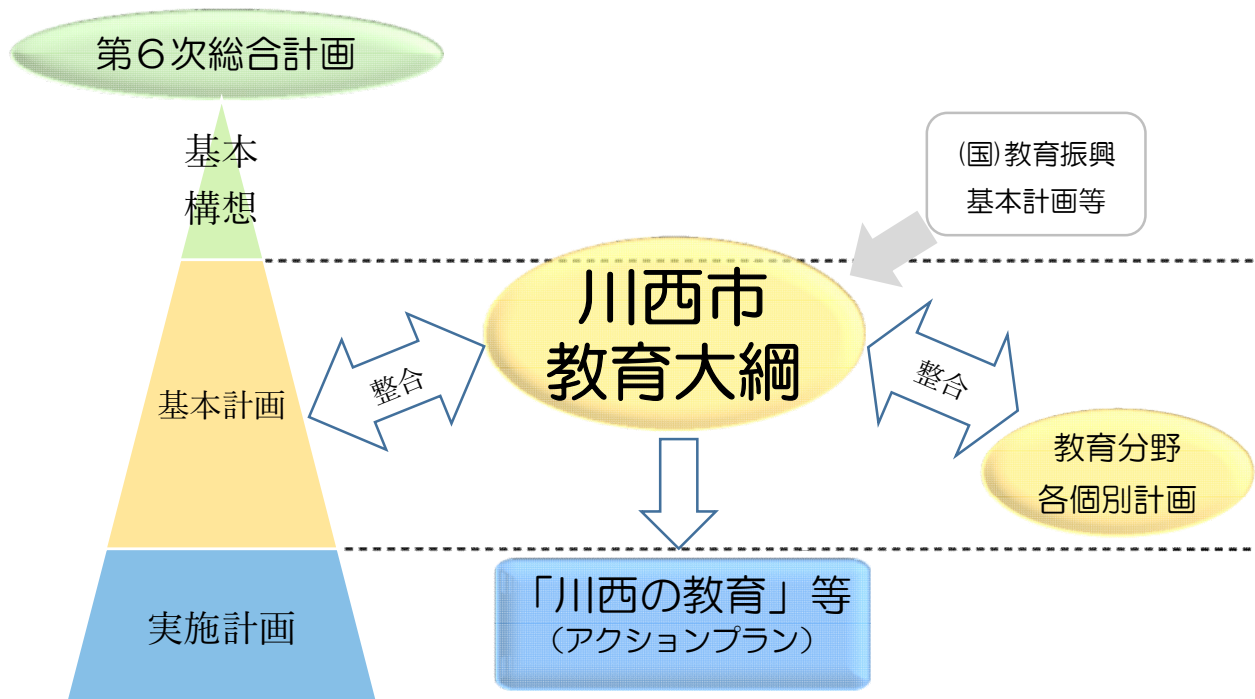 第6次総合計画
基本
構想
(国)教育振興
基本計画等
川西市
教育大綱
整合
整合
基本計画
教育分野
各個別計画
「川西の教育」等
(アクションプラン)
実施計画